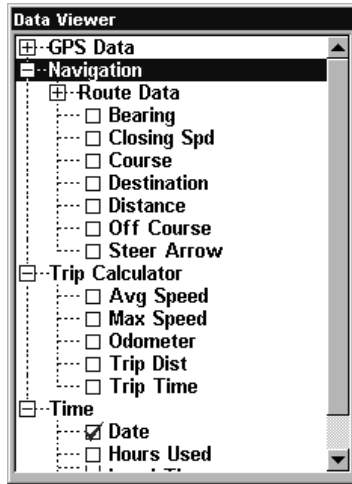 Data Viewer
GPS Data
Navigation
Route Data
Bearing
Closing Spd
Course
Destination
Distance
Off Course
Steer Arrow
Trip Calculator
Avg Speed
Max Speed
Odometer
Trip Dist
Trip Time
Time
Date
Hours Used